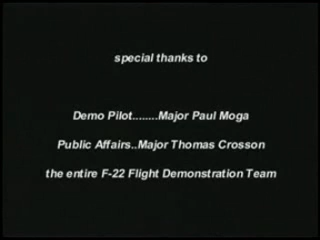 special thanks to
Demo Pilot........Major Paul Moga
Public Affairs..Major Thomas Crosson
the entire F-22 Flight Demonstration Team